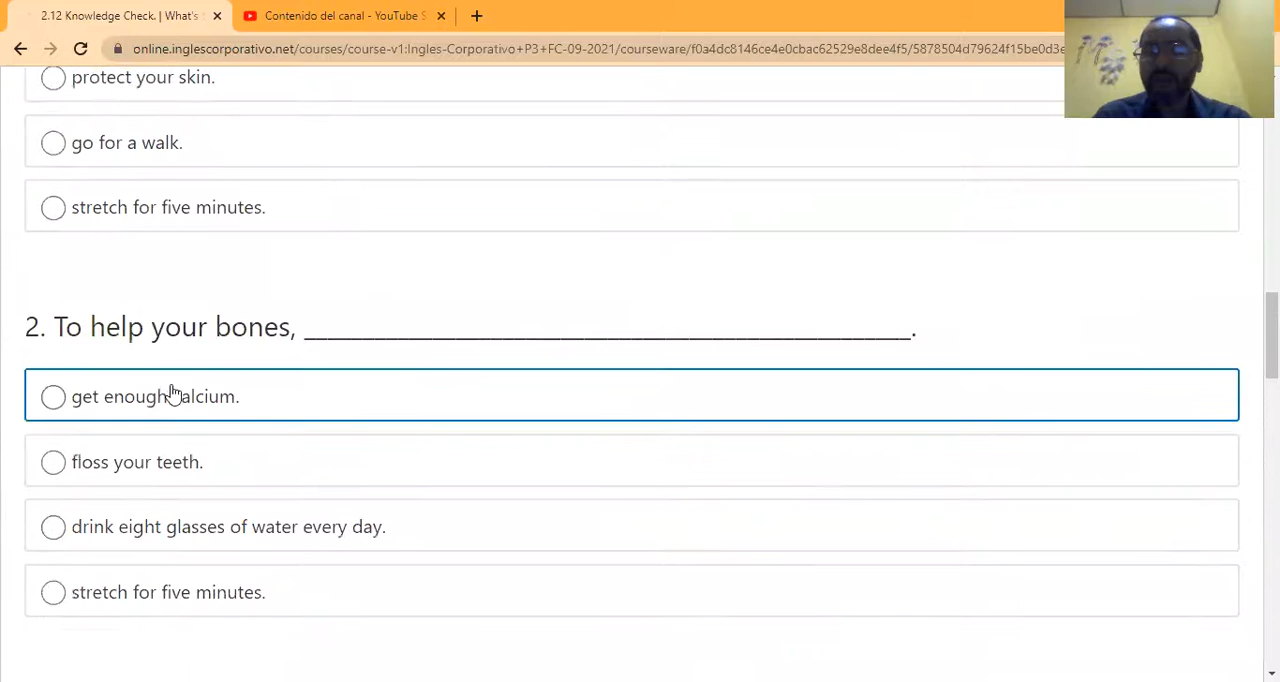 2.12 Knowledge Check. | What's
Contenido del canal - YouTube S
online.inglescorporativo.net/courses/course-v1:Ingles-Corporativo+P3+FC-09-2021/courseware/f0a4dc8146ce4e0cbac62529e8dee4f5/5878504d79624f15be0d3e
protect your skin.
go for a walk.
stretch for five minutes.
2. To help your bones, ______________________________________________.
get enough calcium.
floss your teeth.
drink eight glasses of water every day.
stretch for five minutes.